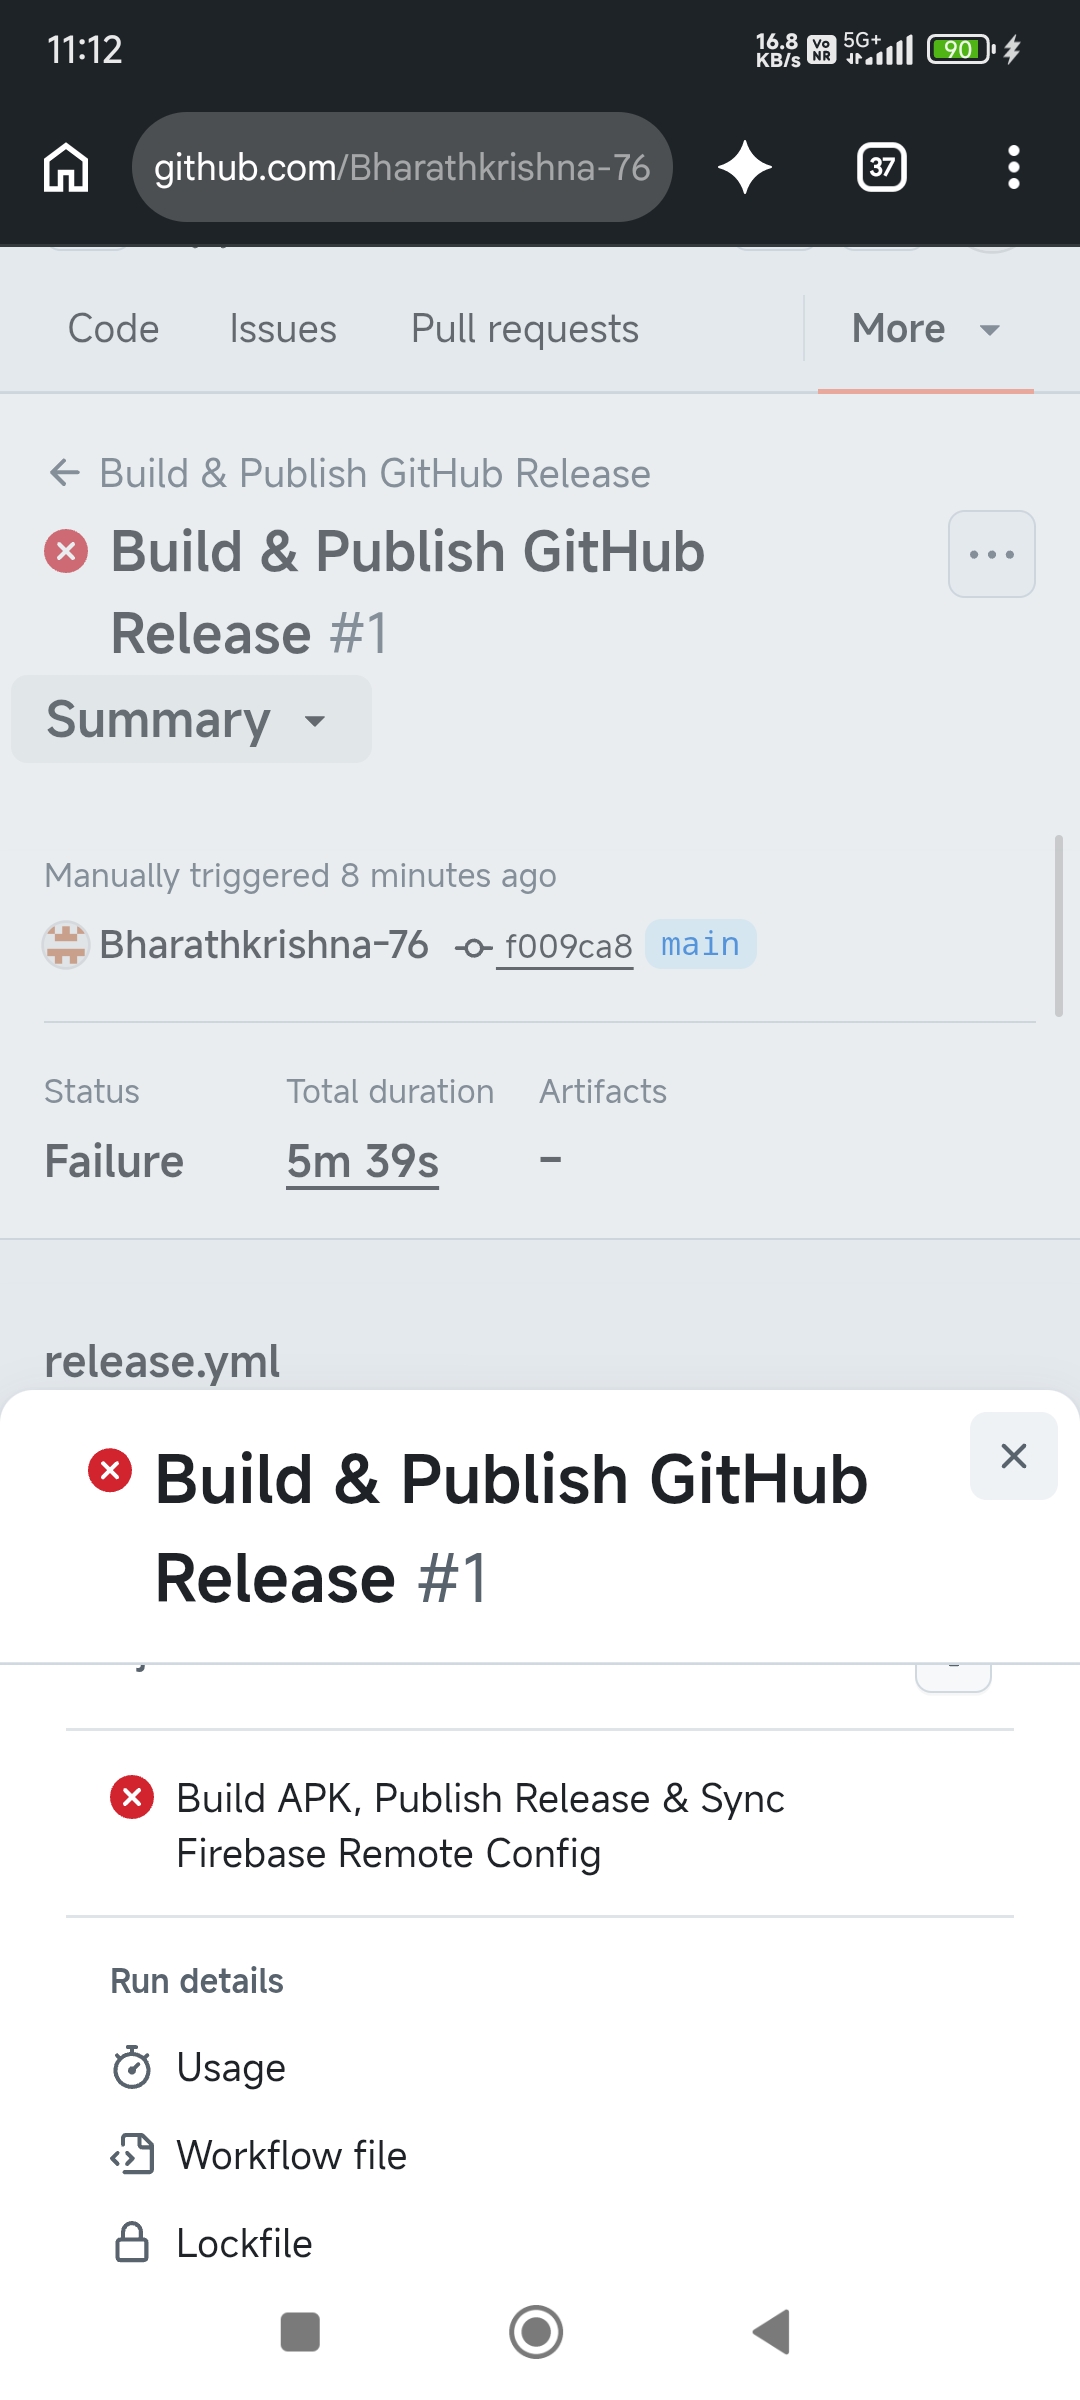 11:12
16.8 KB/s
Vo NR
5G+
90
github.com/Bharathkrishna-76
37
Code
Issues
Pull requests
More
Build & Publish GitHub Release
Build & Publish GitHub
Release #1
Summary
Manually triggered 8 minutes ago
Bharathkrishna-76 f009ca8 main
Status Total duration Artifacts
Failure 5m 39s –
release.yml
Build & Publish GitHub
Release #1
Build APK, Publish Release & Sync
Firebase Remote Config
Run details
Usage
Workflow file
Lockfile